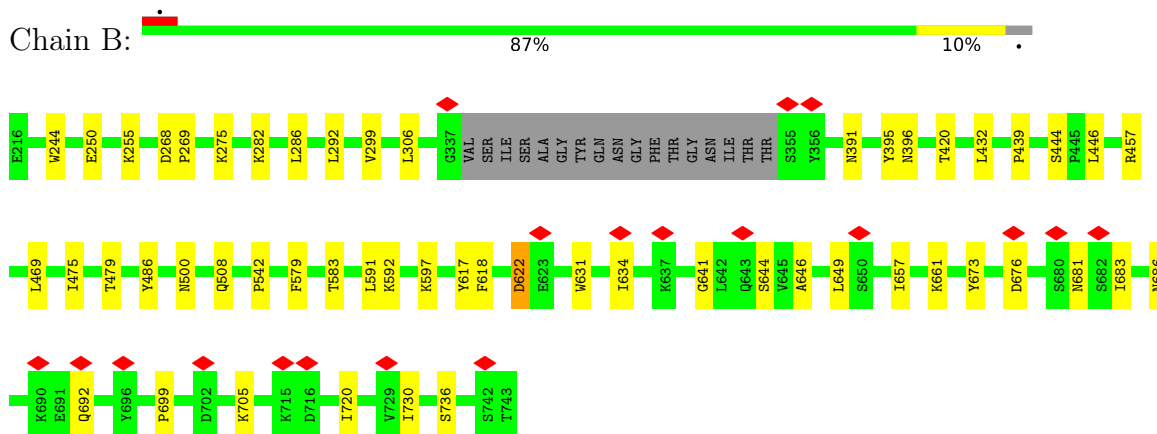 Chain B:
87%
10%
E216 W244 E250 K255 D268 P269 K275 K282 L286 L292 V299 L306 G337 VAL SER ILE SER ALA GLY TYR GLN ASN GLY PHE THR GLY ASN ILE THR THR S355 Y356 N391 Y395 N396 T420 L432 P439 S444 P445 L446 R457
L469 I475 T479 Y486 N500 Q508 P542 F579 T583 L591 K592 K597 Y617 F618 D622 E623 W631 I634 K637 G641 L642 Q643 S644 V645 A646 L649 S650 I657 K661 Y673 D676 S680 N681 S682 I683 N686
K690 E691 Q692 Y696 P699 D702 K705 K715 D716 I720 V729 I730 S736 S742 T743